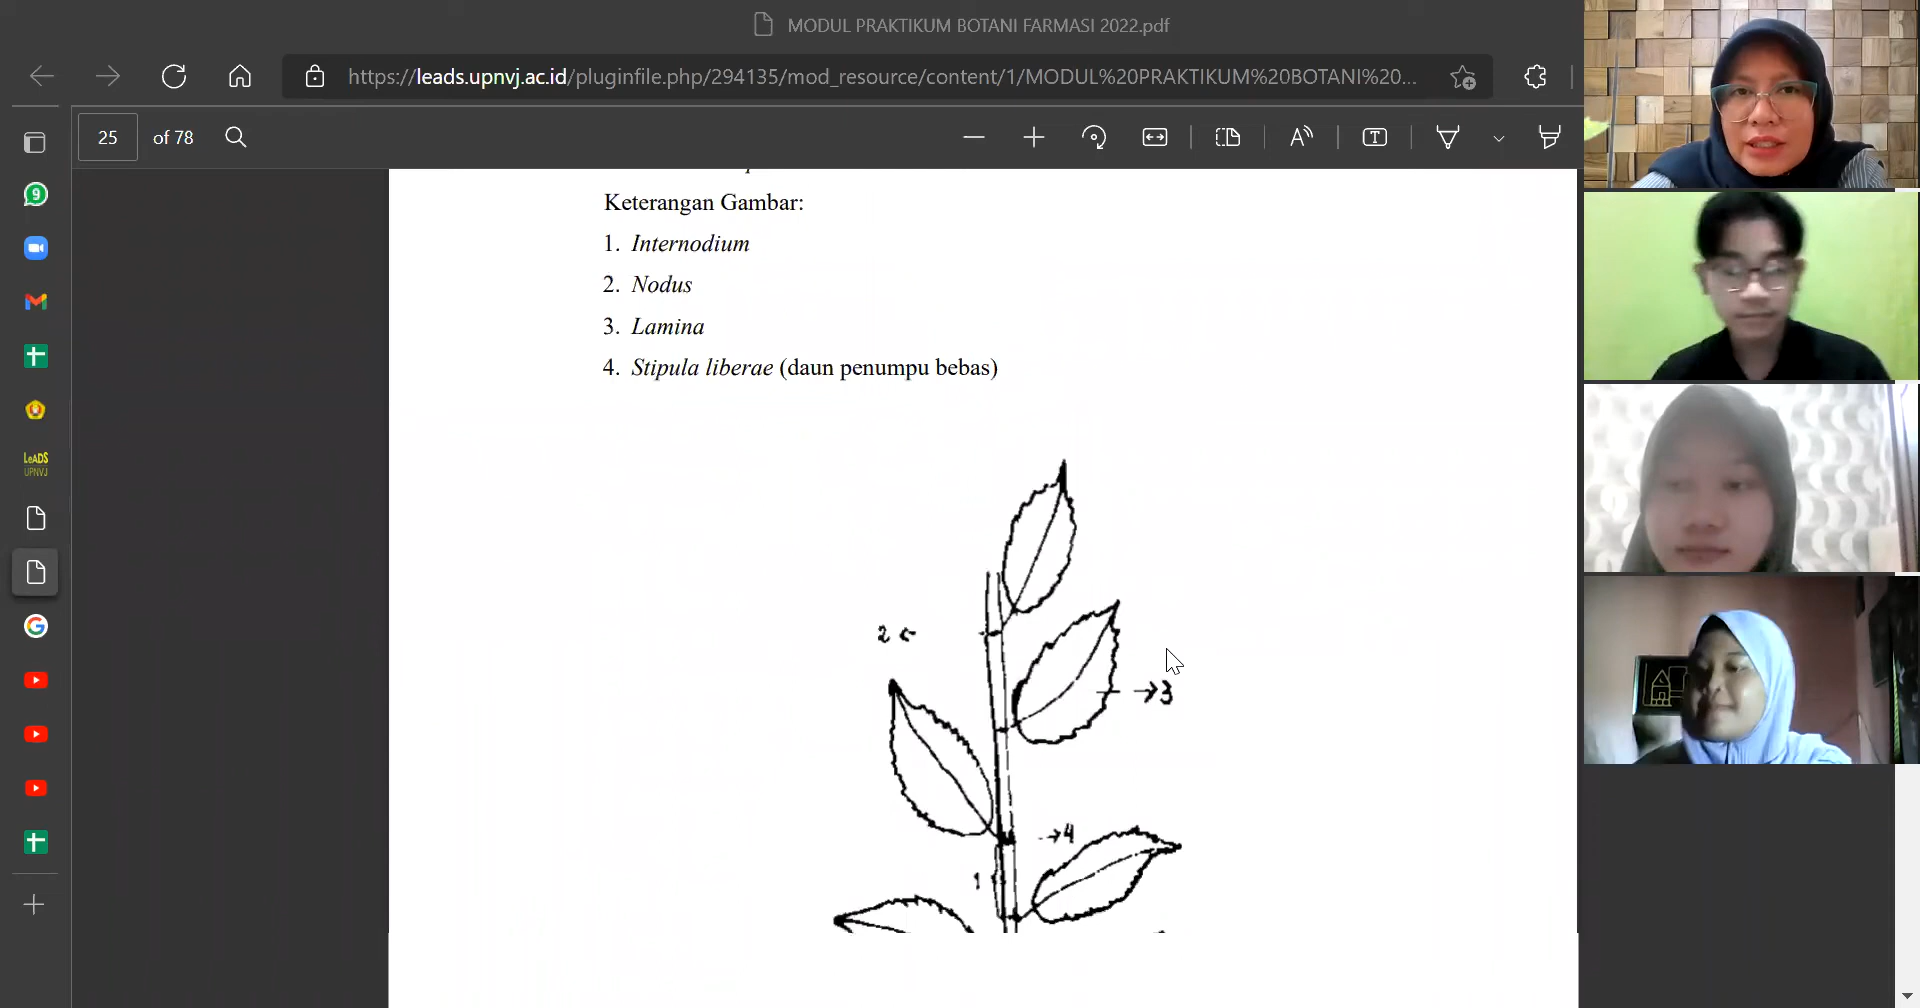 MODUL PRAKTIKUM BOTANI FARMASI 2022.pdf
https://leads.upnvj.ac.id/pluginfile.php/294135/mod_resource/content/1/MODUL%20PRAKTIKUM%20BOTANI%20...
25 of 78
Keterangan Gambar:
1. Internodium
2. Nodus
3. Lamina
4. Stipula liberae (daun penumpu bebas)
2
3
4
1
9
LeADS
UPNVJ